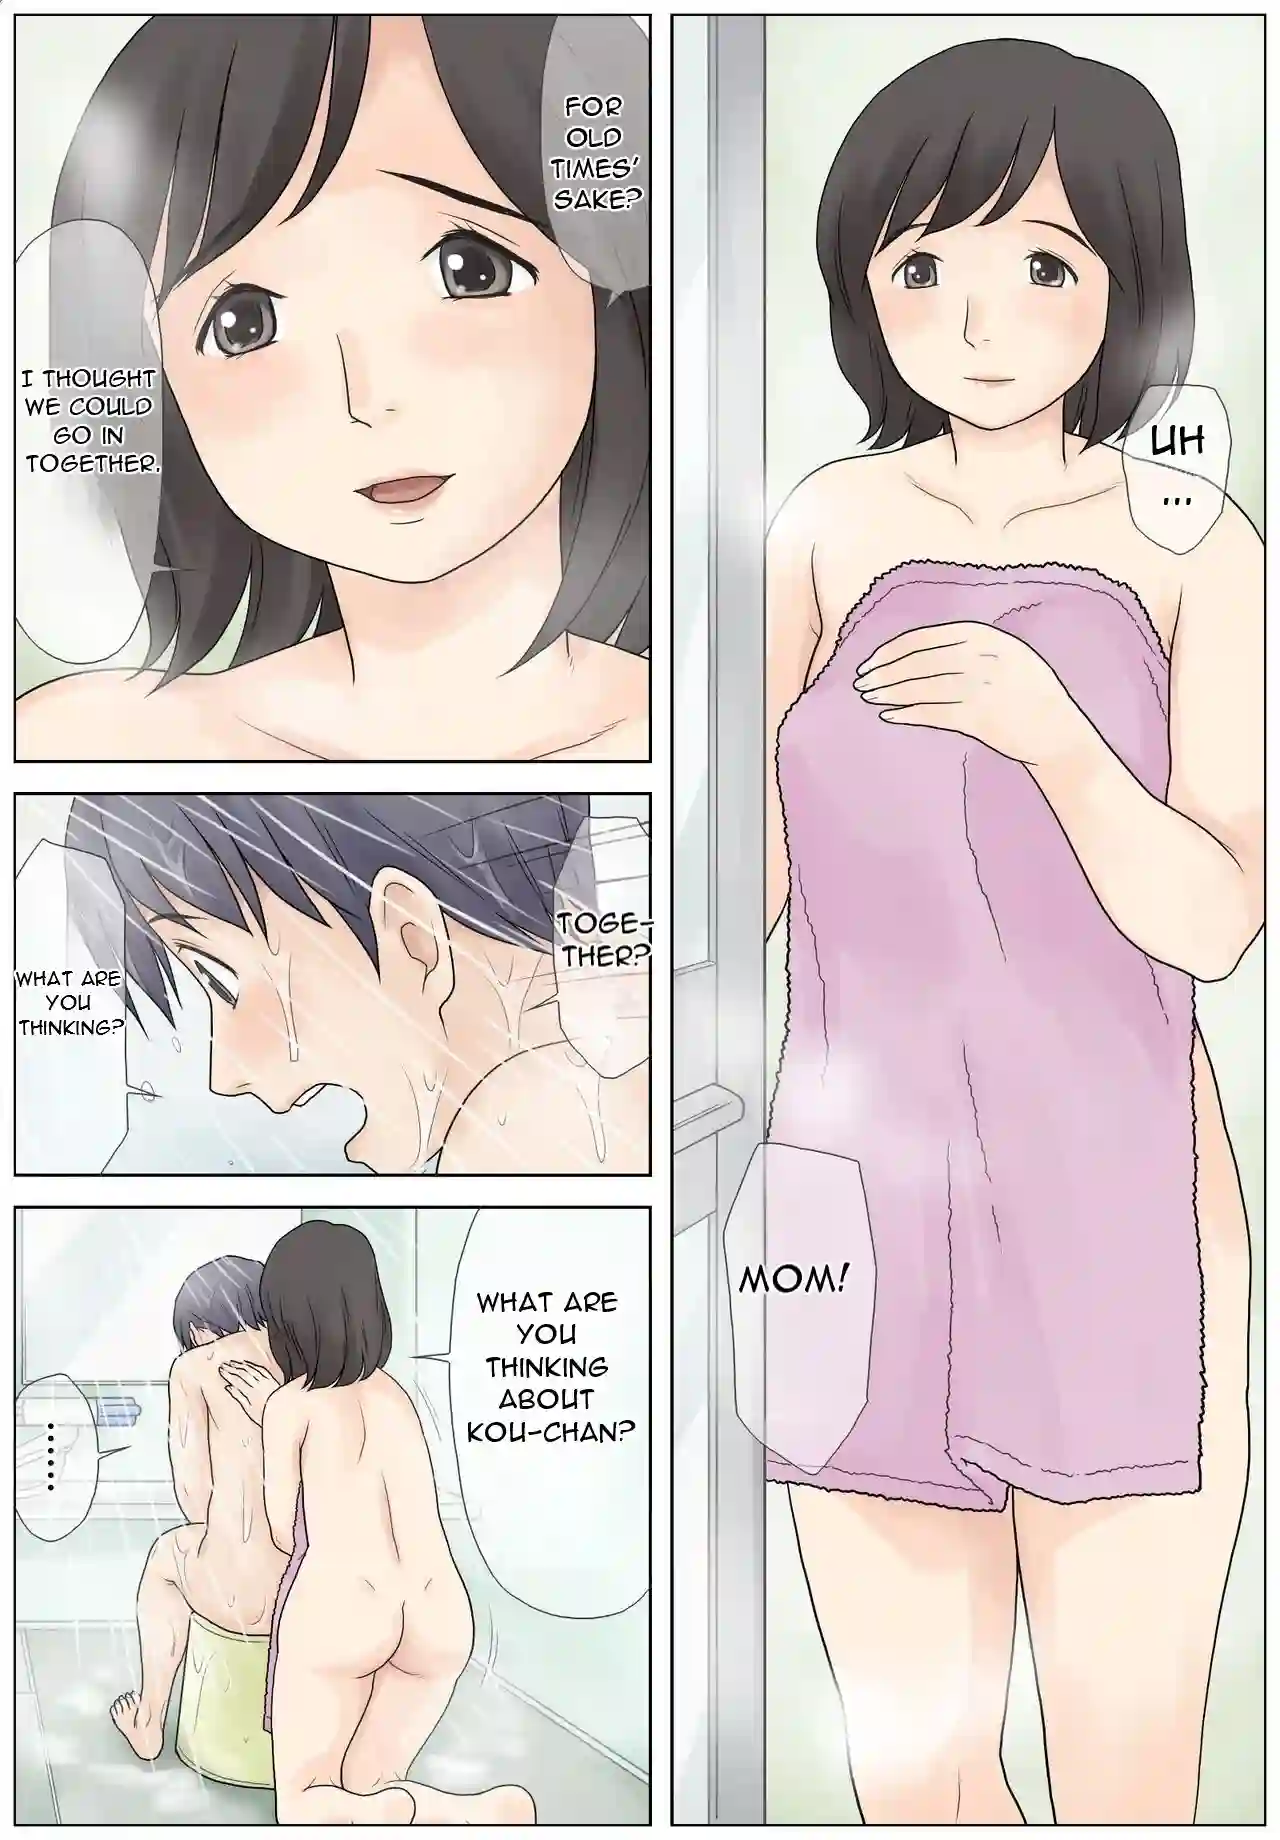 UH
...
MOM!
FOR
OLD
TIMES'
SAKE?
I THOUGHT
WE COULD
GO IN
TOGETHER.
TOGE-
THER?
WHAT ARE
YOU
THINKING?
WHAT ARE
YOU
THINKING
ABOUT
KOU-CHAN?
......